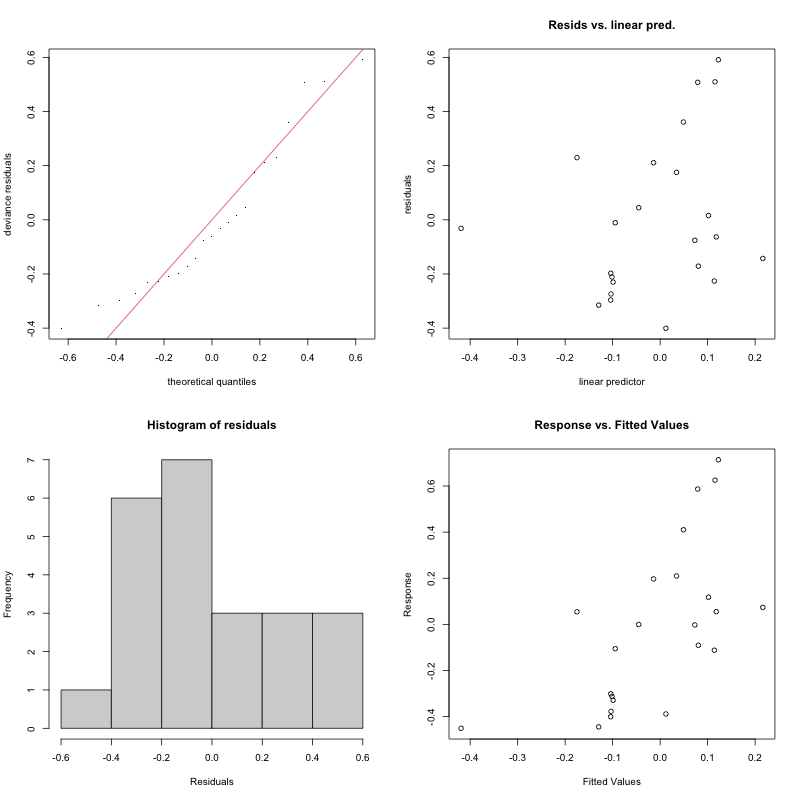 deviance residuals
0.6
0.4
0.2
0.0
-0.2
-0.4
-0.6 -0.4 -0.2 0.0 0.2 0.4 0.6
theoretical quantiles
Resids vs. linear pred.
residuals
0.6
0.4
0.2
0.0
-0.2
-0.4
-0.4 -0.3 -0.2 -0.1 0.0 0.1 0.2
linear predictor
Histogram of residuals
Frequency
7
6
5
4
3
2
1
0
-0.6 -0.4 -0.2 0.0 0.2 0.4 0.6
Residuals
Response vs. Fitted Values
Response
0.6
0.4
0.2
0.0
-0.2
-0.4
-0.4 -0.3 -0.2 -0.1 0.0 0.1 0.2
Fitted Values